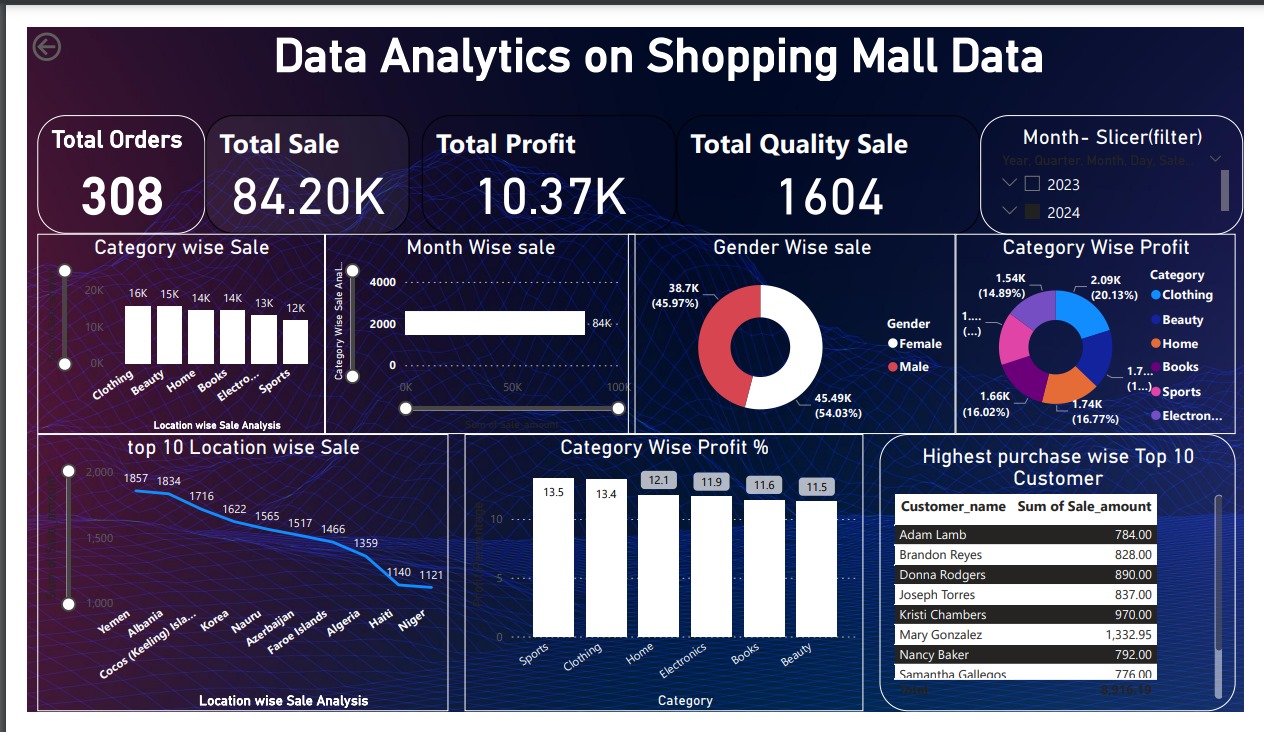 Data Analytics on Shopping Mall Data
Total Orders
308
Total Sale
84.20K
Total Profit
10.37K
Total Quality Sale
1604
Month- Slicer(filter)
Year, Quarter, Month, Day, Sale...
2023
2024
Category wise Sale
20K
10K
0K
16K
15K
14K
14K
13K
12K
Clothing
Beauty
Home
Books
Electro...
Sports
Location wise Sale Analysis
Month Wise sale
Category Wise Sale Anal...
4000
2000
0
84K
0K
50K
100K
Sum of Sale_amount
Gender Wise sale
38.7K
(45.97%)
45.49K
(54.03%)
Gender
Female
Male
Category Wise Profit
1.54K
(14.89%)
2.09K
(20.13%)
1....
(...)
1.7...
(1...)
1.66K
(16.02%)
1.74K
(16.77%)
Category
Clothing
Beauty
Home
Books
Sports
Electron...
top 10 Location wise Sale
2,000
1,500
1,000
1857
1834
1716
1622
1565
1517
1466
1359
1140
1121
Yemen
Albania
Cocos (Keeling) Isla...
Korea
Nauru
Azerbaijan
Faroe Islands
Algeria
Haiti
Niger
Location wise Sale Analysis
Category Wise Profit %
10
5
0
13.5
13.4
12.1
11.9
11.6
11.5
Sports
Clothing
Home
Electronics
Books
Beauty
Category
Highest purchase wise Top 10
Customer
Customer_name Sum of Sale_amount
Adam Lamb 784.00
Brandon Reyes 828.00
Donna Rodgers 890.00
Joseph Torres 837.00
Kristi Chambers 970.00
Mary Gonzalez 1,332.95
Nancy Baker 792.00
Samantha Gallegos 776.00
Total